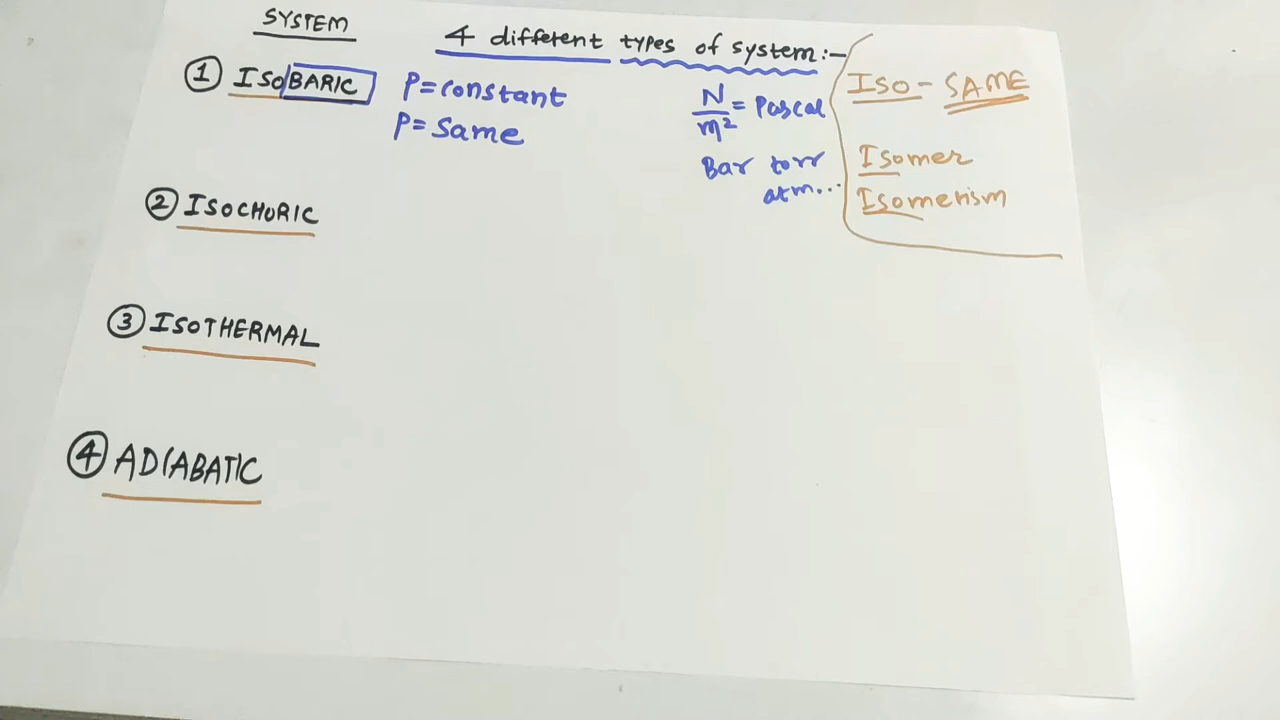 SYSTEM
4 different types of system:-
① ISOBARIC P=constant
P=same
N/m² = Pascal
Bar torr
atm...
ISO - SAME
Isomer
Isomerism
② ISOCHORIC
③ ISOTHERMAL
④ ADIABATIC